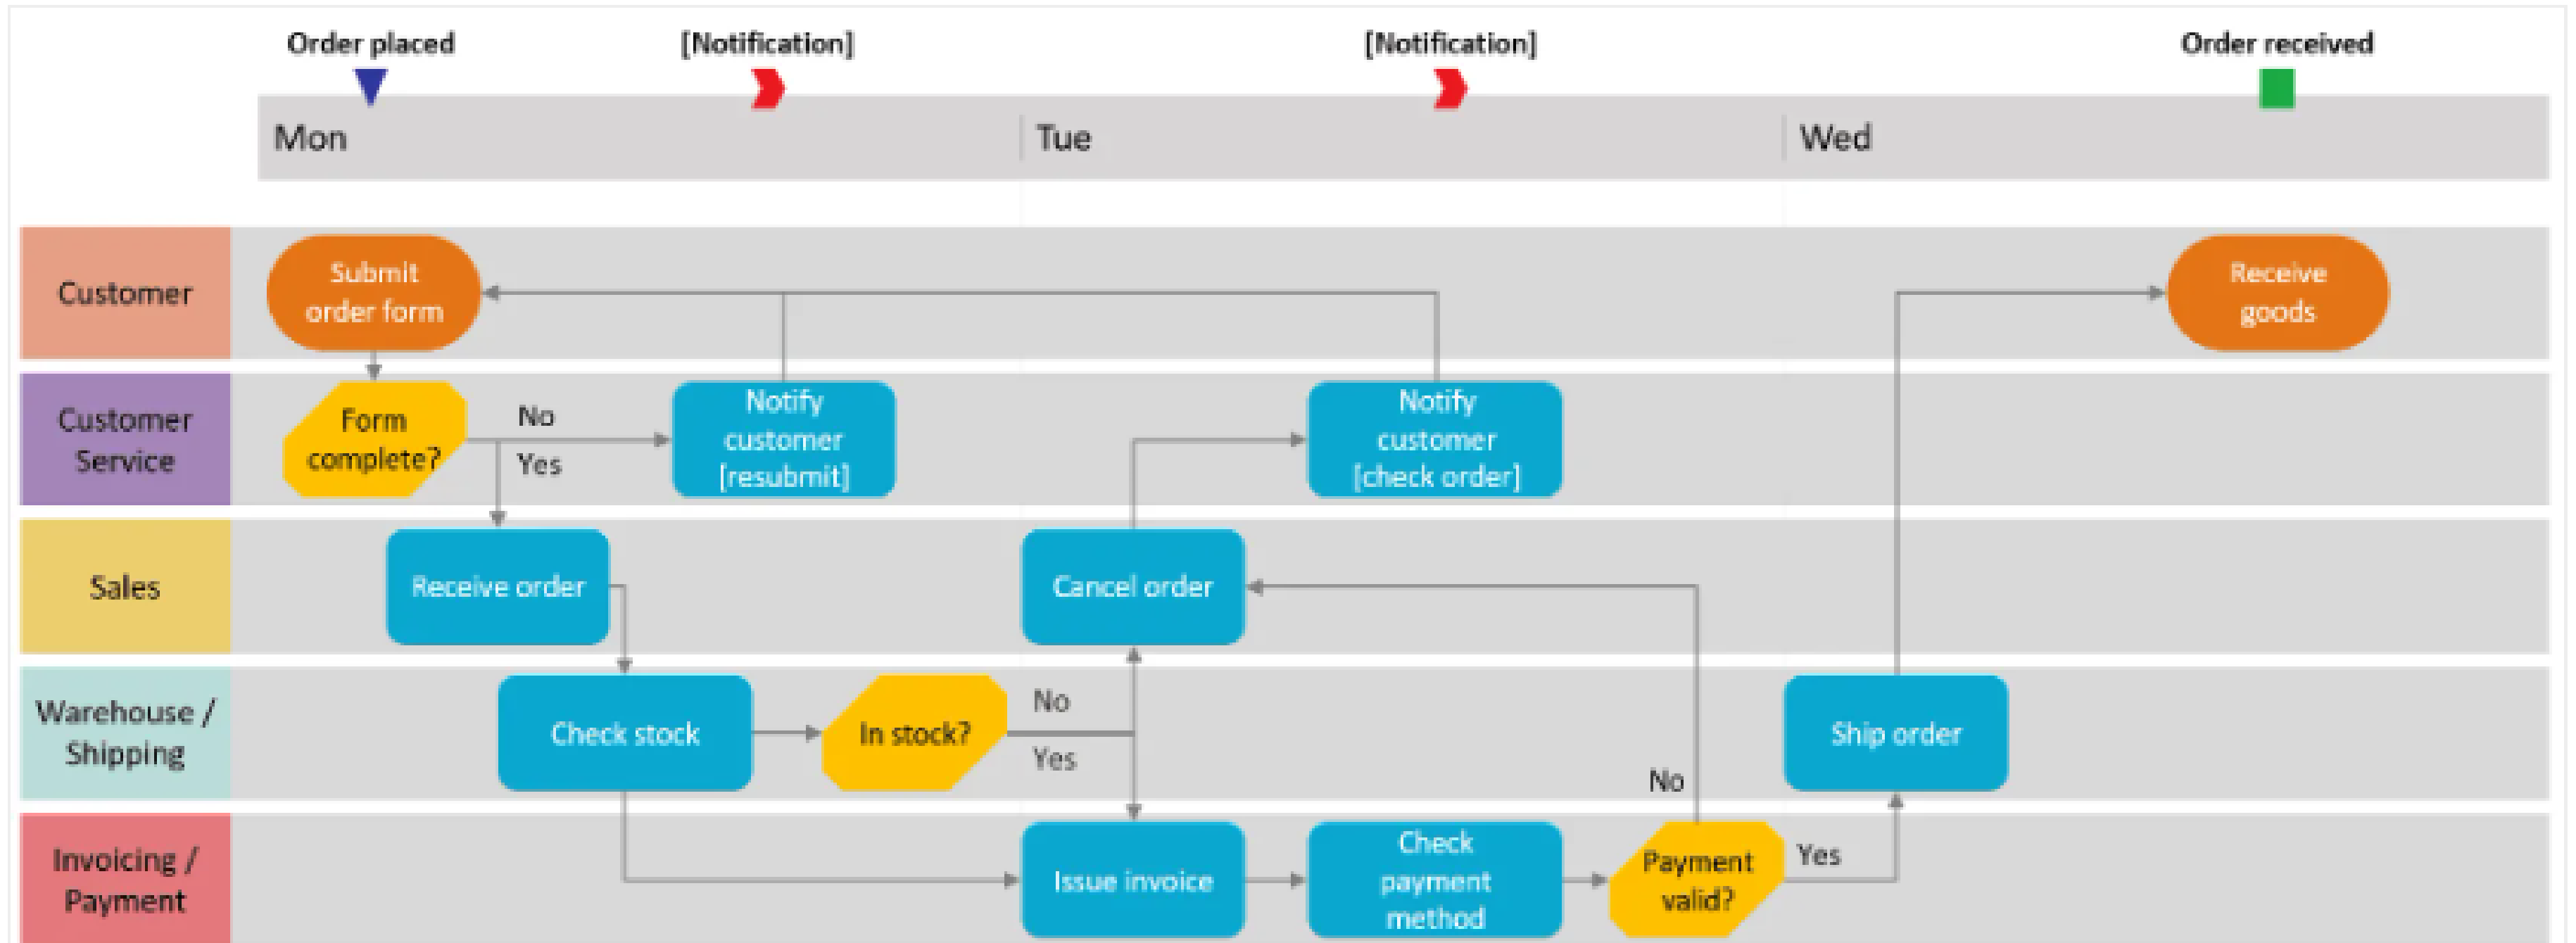 Order placed
[Notification]
[Notification]
Order received
Mon
Tue
Wed
Customer
Submit
order form
Receive
goods
Customer
Service
Form
complete?
No
Yes
Notify
customer
[resubmit]
Notify
customer
[check order]
Sales
Receive order
Cancel order
Warehouse /
Shipping
Check stock
In stock?
No
Yes
No
Ship order
Invoicing /
Payment
Issue invoice
Check
payment
method
Payment
valid?
Yes